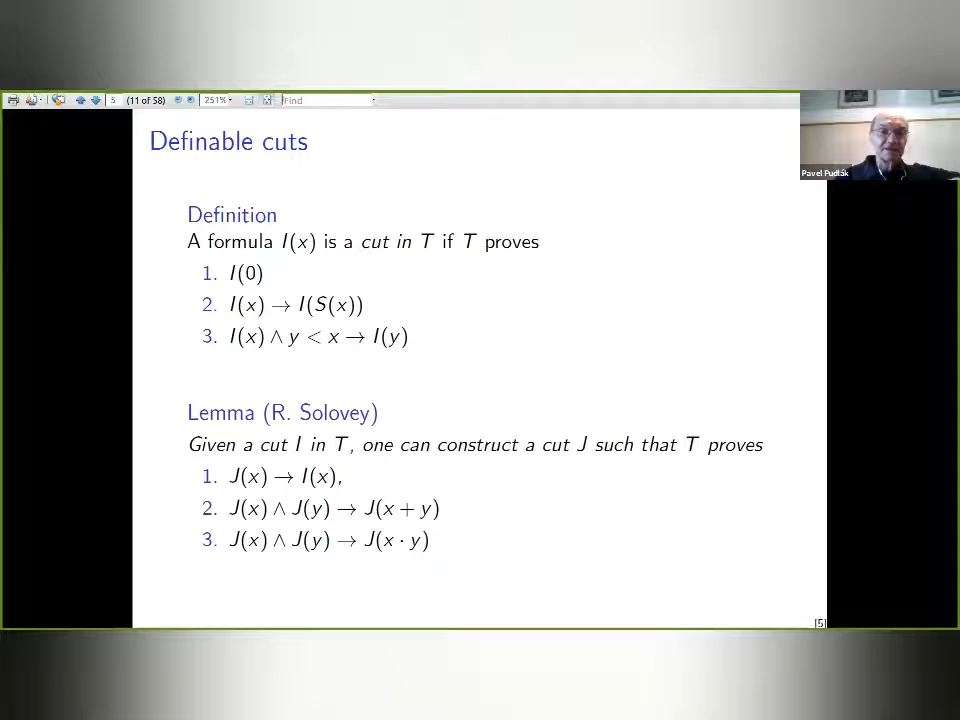 5 (11 of 58) 251% Find
Definable cuts
Pavel Pudlák
Definition
A formula I(x) is a cut in T if T proves
1. I(0)
2. I(x) → I(S(x))
3. I(x) ∧ y < x → I(y)
Lemma (R. Solovey)
Given a cut I in T, one can construct a cut J such that T proves
1. J(x) → I(x),
2. J(x) ∧ J(y) → J(x + y)
3. J(x) ∧ J(y) → J(x · y)
[5]